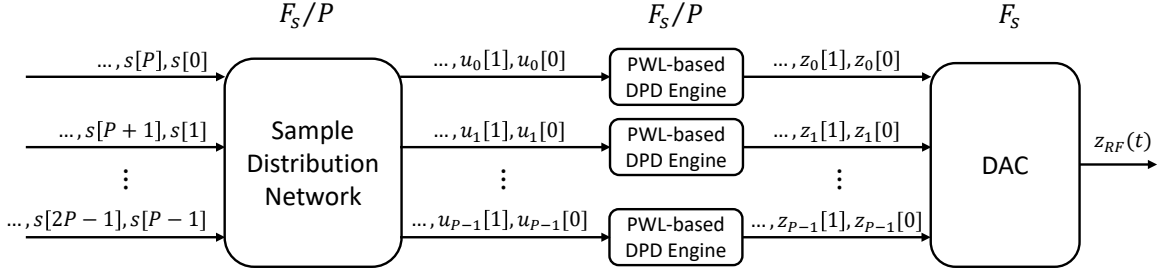 F_s/P F_s/P F_s
…, s[P], s[0] …, u_0[1], u_0[0] PWL-based DPD Engine …, z_0[1], z_0[0]
…, s[P + 1], s[1] Sample Distribution Network …, u_1[1], u_1[0] PWL-based DPD Engine …, z_1[1], z_1[0] DAC z_{RF}(t)
⋮ ⋮ ⋮ ⋮
…, s[2P − 1], s[P − 1] …, u_{P−1}[1], u_{P−1}[0] PWL-based DPD Engine …, z_{P−1}[1], z_{P−1}[0]